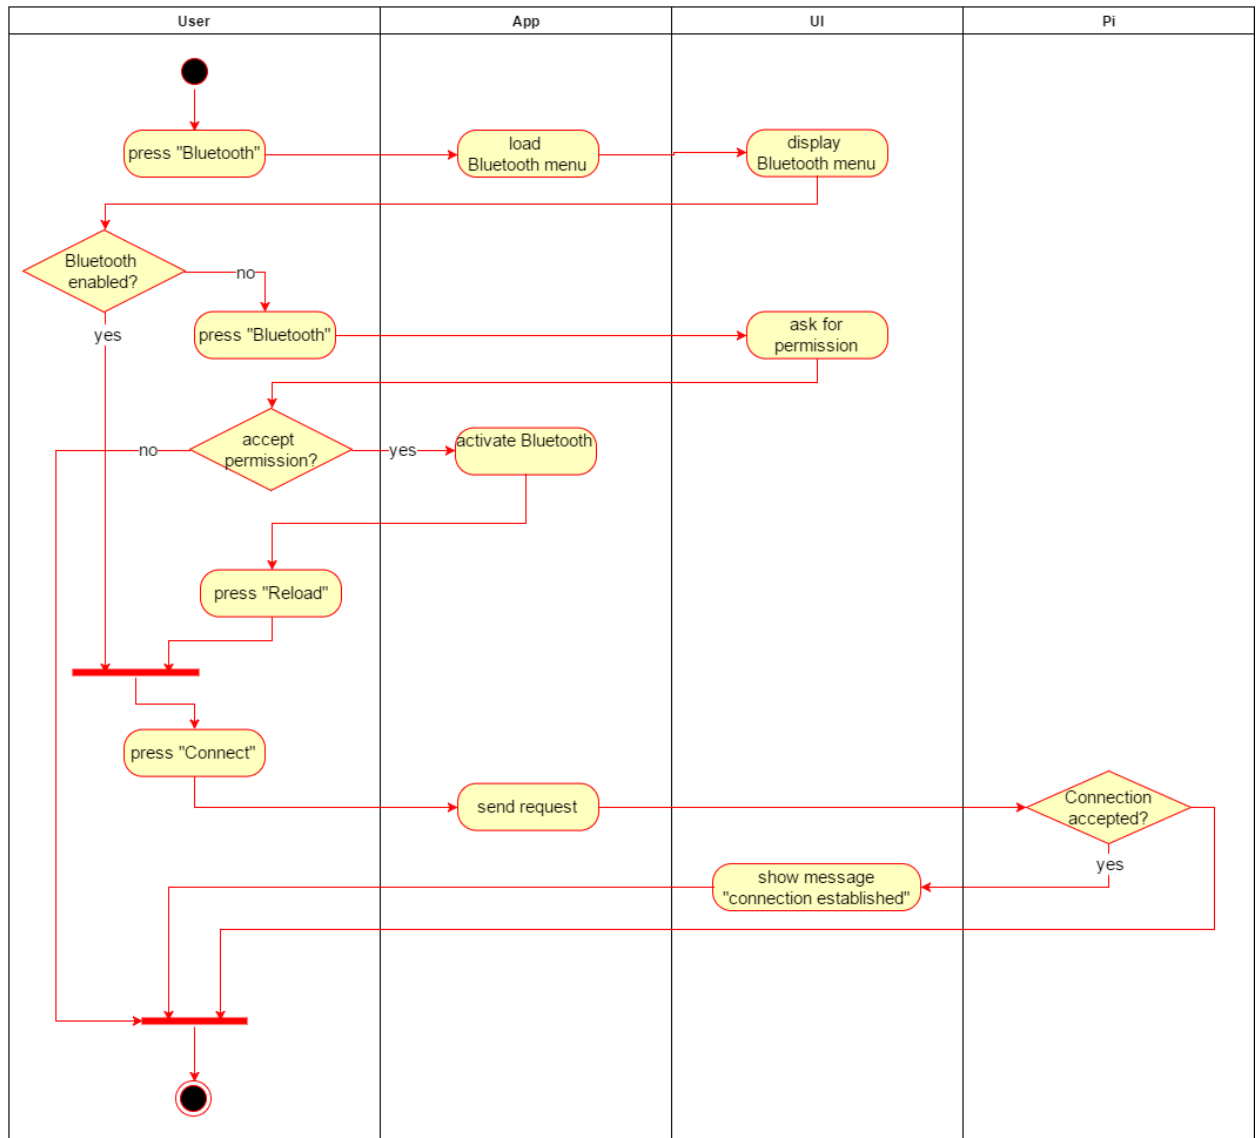 User
App
UI
Pi
press "Bluetooth"
load
Bluetooth menu
display
Bluetooth menu
Bluetooth
enabled?
no
yes
press "Bluetooth"
ask for
permission
accept
permission?
no
yes
activate Bluetooth
press "Reload"
press "Connect"
send request
Connection
accepted?
yes
show message
"connection established"